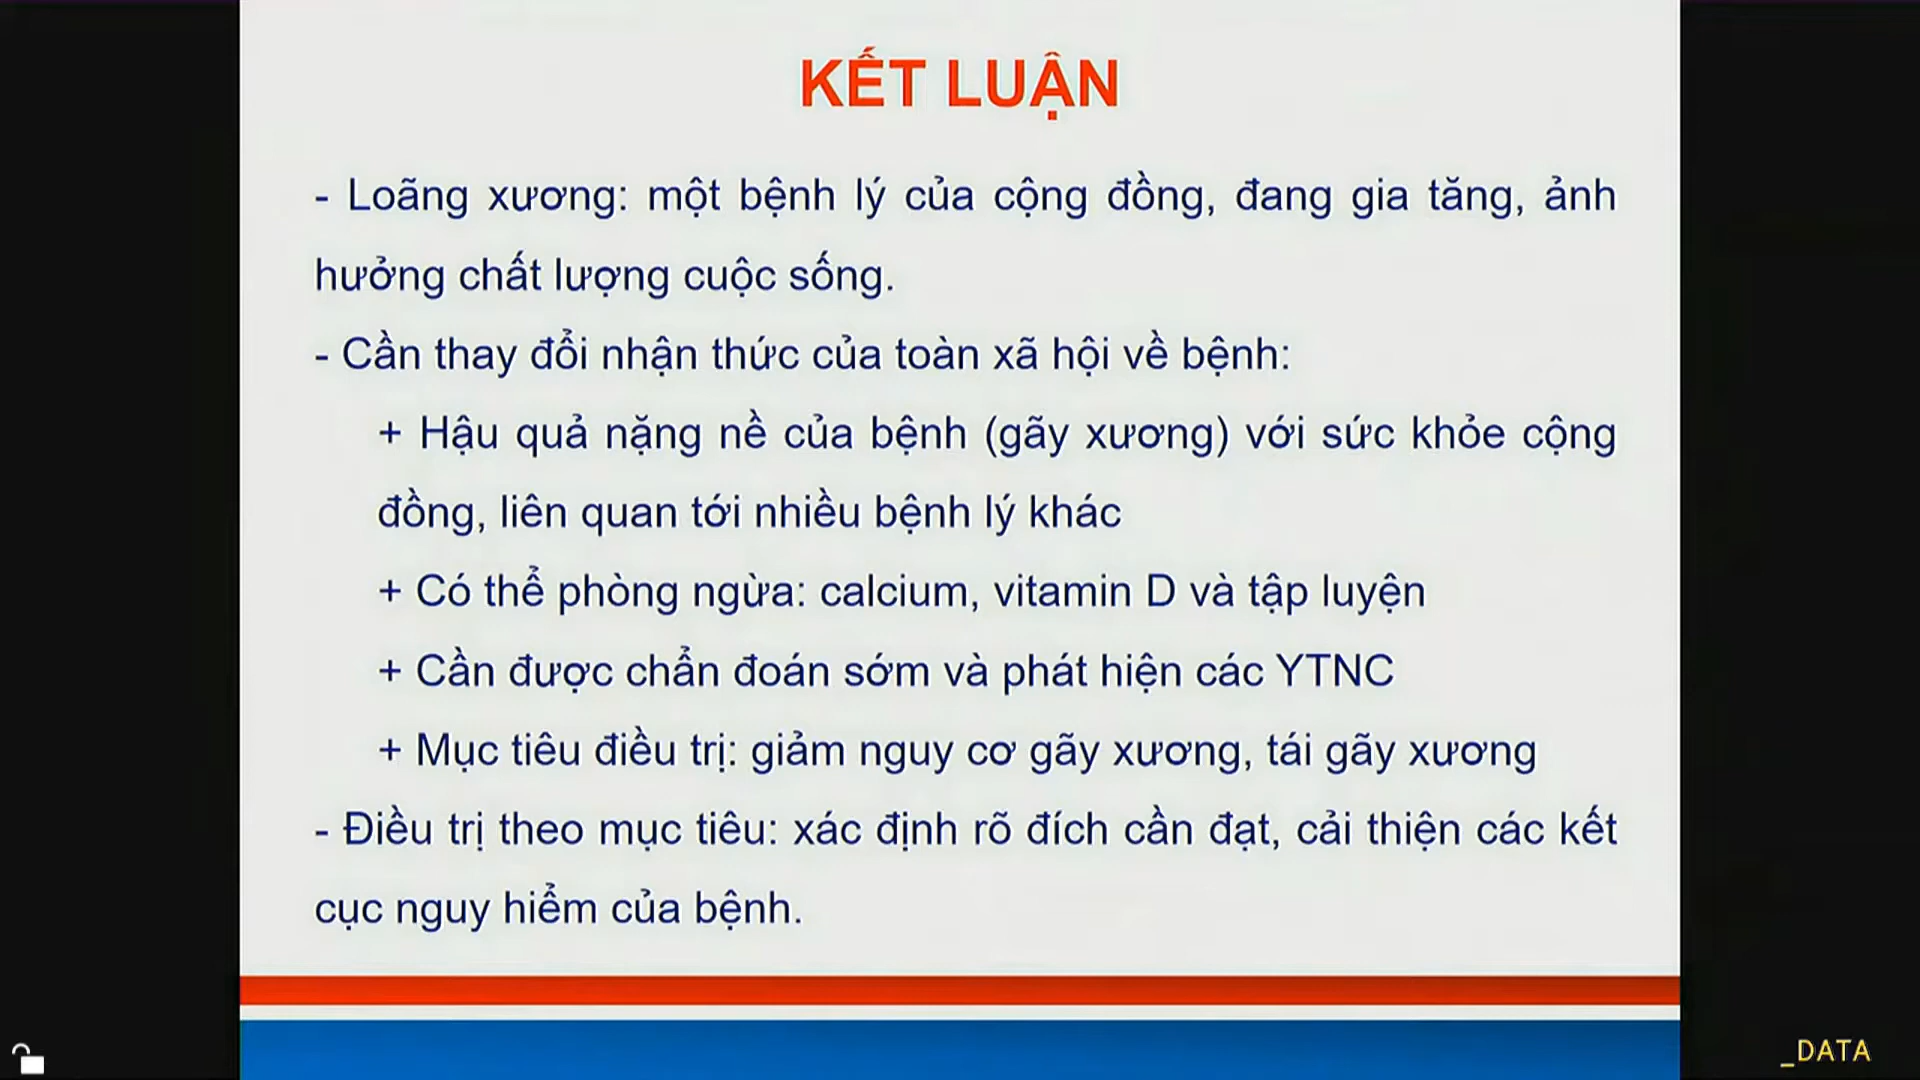 KẾT LUẬN
- Loãng xương: một bệnh lý của cộng đồng, đang gia tăng, ảnh
hưởng chất lượng cuộc sống.
- Cần thay đổi nhận thức của toàn xã hội về bệnh:
+ Hậu quả nặng nề của bệnh (gãy xương) với sức khỏe cộng
đồng, liên quan tới nhiều bệnh lý khác
+ Có thể phòng ngừa: calcium, vitamin D và tập luyện
+ Cần được chẩn đoán sớm và phát hiện các YTNC
+ Mục tiêu điều trị: giảm nguy cơ gãy xương, tái gãy xương
- Điều trị theo mục tiêu: xác định rõ đích cần đạt, cải thiện các kết
cục nguy hiểm của bệnh.
_DATA